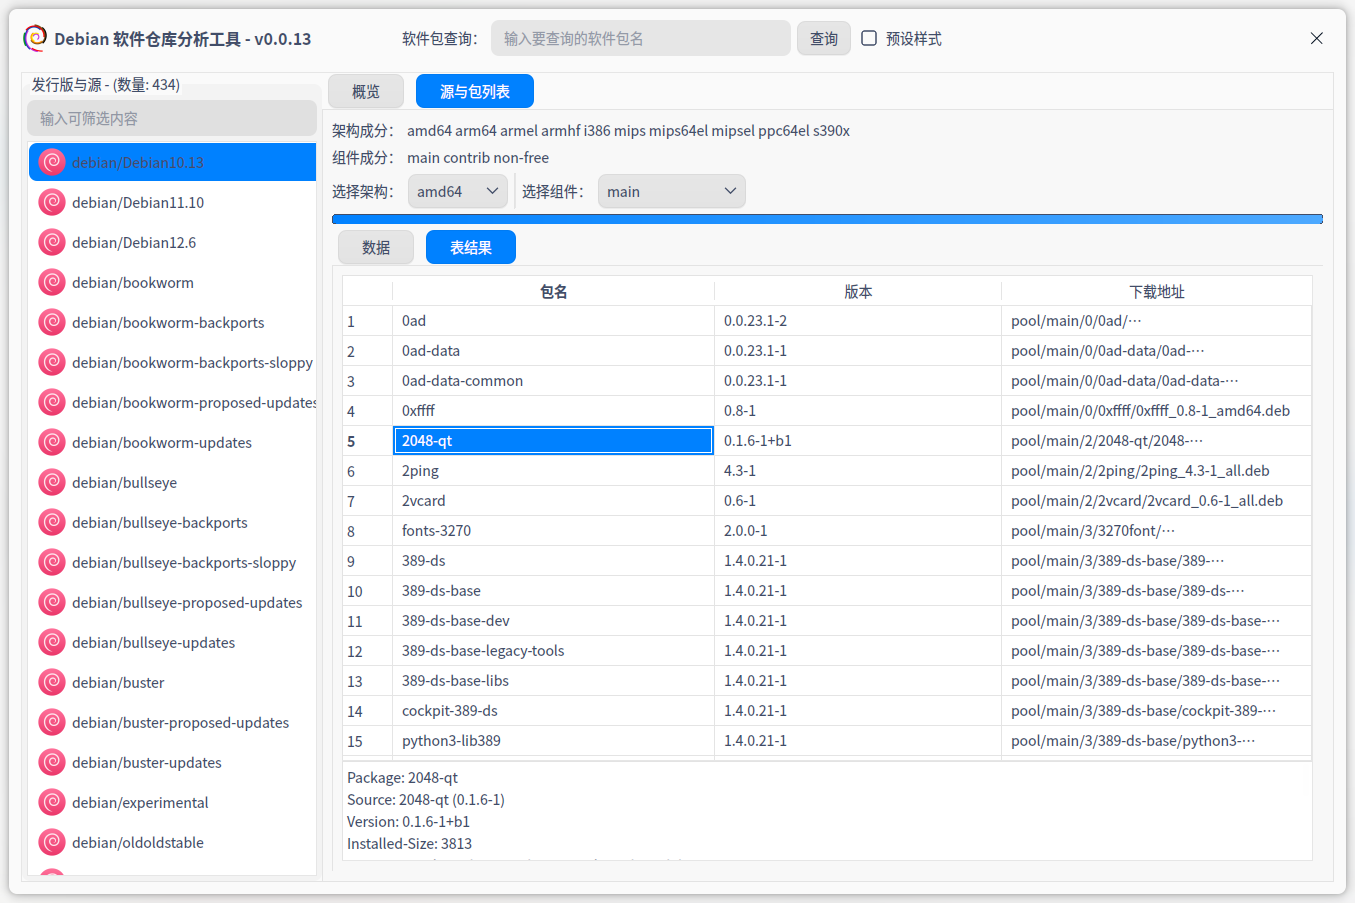 Debian 软件仓库分析工具 - v0.0.13
软件包查询：
输入要查询的软件包名
查询
预设样式
发行版与源 - (数量: 434)
输入可筛选内容
debian/Debian10.13
debian/Debian11.10
debian/Debian12.6
debian/bookworm
debian/bookworm-backports
debian/bookworm-backports-sloppy
debian/bookworm-proposed-updates
debian/bookworm-updates
debian/bullseye
debian/bullseye-backports
debian/bullseye-backports-sloppy
debian/bullseye-proposed-updates
debian/bullseye-updates
debian/buster
debian/buster-proposed-updates
debian/buster-updates
debian/experimental
debian/oldoldstable
概览
源与包列表
架构成分： amd64 arm64 armel armhf i386 mips mips64el mipsel ppc64el s390x
组件成分： main contrib non-free
选择架构： amd64 选择组件： main
数据
表结果
包名 版本 下载地址
1 0ad 0.0.23.1-2 pool/main/0/0ad/···
2 0ad-data 0.0.23.1-1 pool/main/0/0ad-data/0ad-···
3 0ad-data-common 0.0.23.1-1 pool/main/0/0ad-data/0ad-data-···
4 0xffff 0.8-1 pool/main/0/0xffff/0xffff_0.8-1_amd64.deb
5 2048-qt 0.1.6-1+b1 pool/main/2/2048-qt/2048-···
6 2ping 4.3-1 pool/main/2/2ping/2ping_4.3-1_all.deb
7 2vcard 0.6-1 pool/main/2/2vcard/2vcard_0.6-1_all.deb
8 fonts-3270 2.0.0-1 pool/main/3/3270font/···
9 389-ds 1.4.0.21-1 pool/main/3/389-ds-base/389-···
10 389-ds-base 1.4.0.21-1 pool/main/3/389-ds-base/389-ds-···
11 389-ds-base-dev 1.4.0.21-1 pool/main/3/389-ds-base/389-ds-base-···
12 389-ds-base-legacy-tools 1.4.0.21-1 pool/main/3/389-ds-base/389-ds-base-···
13 389-ds-base-libs 1.4.0.21-1 pool/main/3/389-ds-base/389-ds-base-···
14 cockpit-389-ds 1.4.0.21-1 pool/main/3/389-ds-base/cockpit-389-···
15 python3-lib389 1.4.0.21-1 pool/main/3/389-ds-base/python3-···
Package: 2048-qt
Source: 2048-qt (0.1.6-1)
Version: 0.1.6-1+b1
Installed-Size: 3813